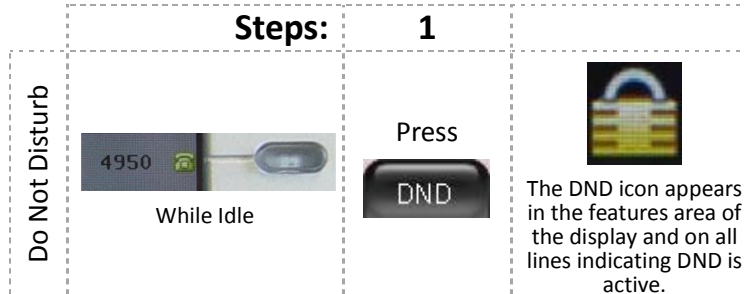 Steps:
1
Do Not Disturb
4950
While Idle
Press
DND
The DND icon appears
in the features area of
the display and on all
lines indicating DND is
active.